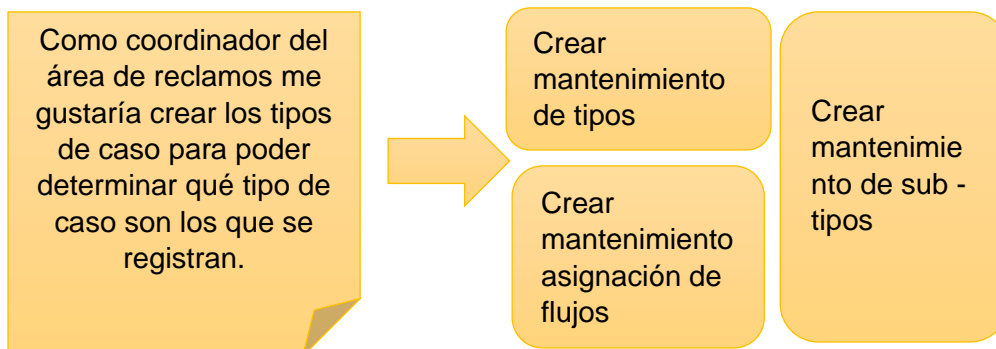 Como coordinador del
área de reclamos me
gustaría crear los tipos
de caso para poder
determinar qué tipo de
caso son los que se
registran.
Crear
mantenimiento
de tipos
Crear
mantenimiento
asignación de
flujos
Crear
mantenimie
nto de sub -
tipos